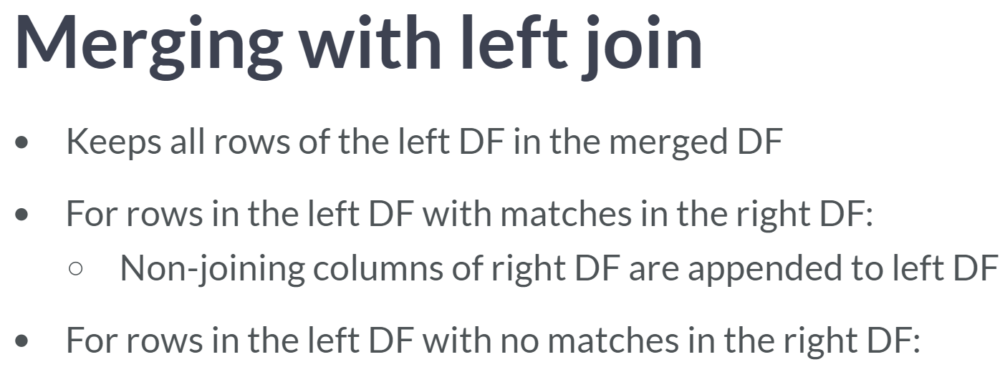 Merging with left join
● Keeps all rows of the left DF in the merged DF
● For rows in the left DF with matches in the right DF:
○ Non-joining columns of right DF are appended to left DF
● For rows in the left DF with no matches in the right DF: